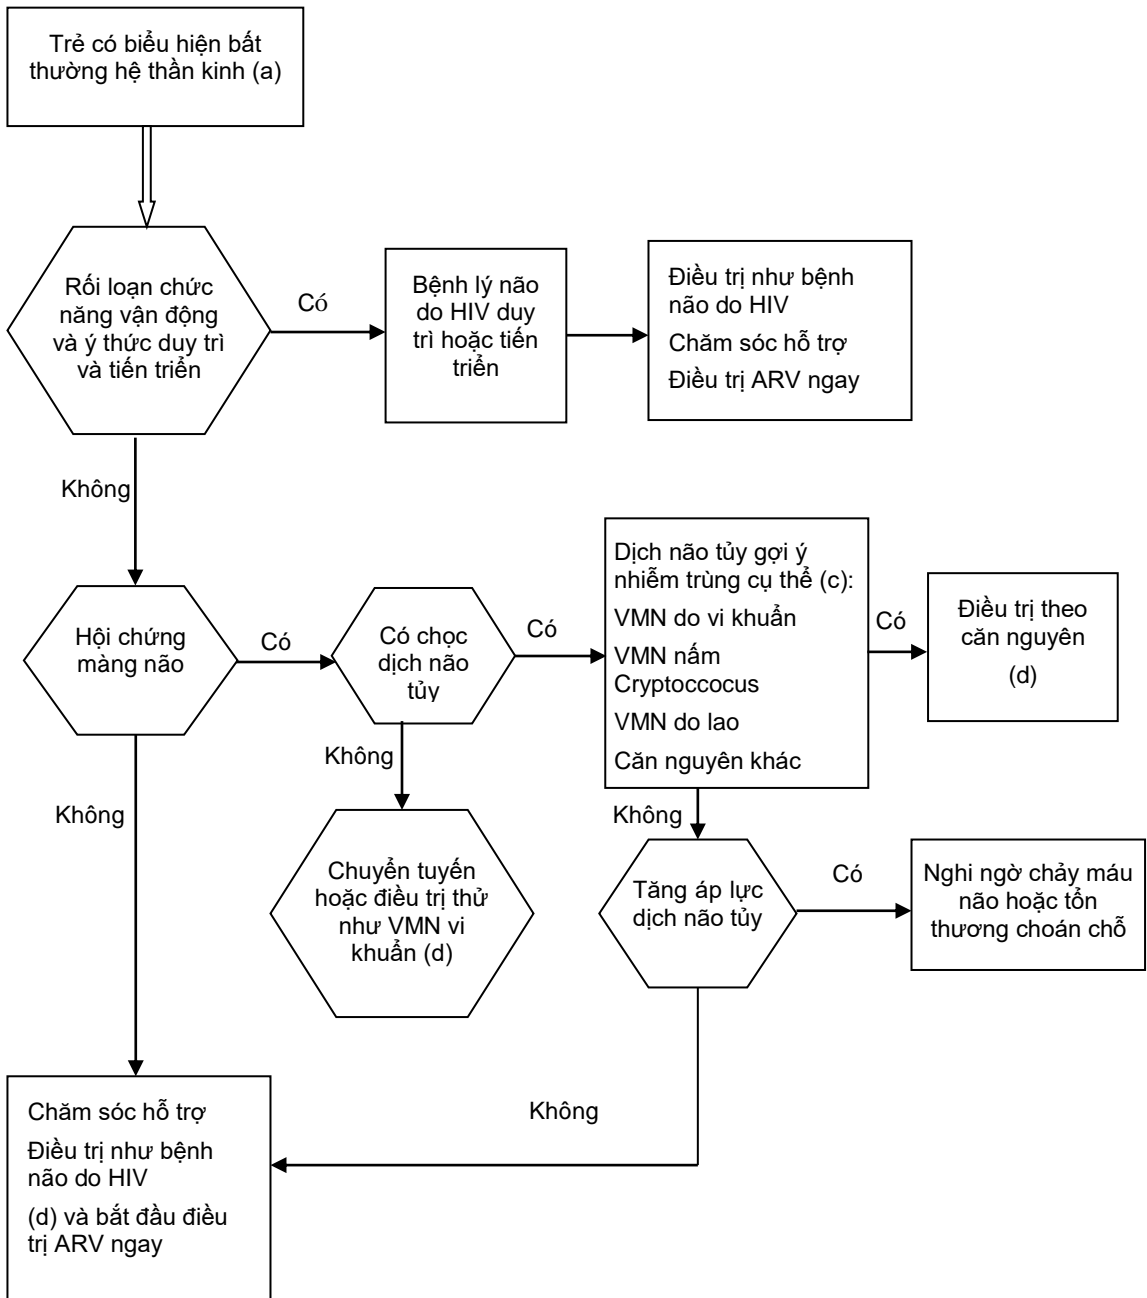 Trẻ có biểu hiện bất
thường hệ thần kinh (a)
Rối loạn chức
năng vận động
và ý thức duy trì
và tiến triển
Có
Bệnh lý não
do HIV duy
trì hoặc tiến
triển
Điều trị như bệnh
não do HIV
Chăm sóc hỗ trợ
Điều trị ARV ngay
Không
Hội chứng
màng não
Có
Có chọc
dịch não
tủy
Có
Dịch não tủy gợi ý
nhiễm trùng cụ thể (c):
VMN do vi khuẩn
VMN nấm
Cryptoccocus
VMN do lao
Căn nguyên khác
Có
Điều trị theo
căn nguyên
(d)
Không
Không
Không
Chuyển tuyến
hoặc điều trị thử
như VMN vi
khuẩn (d)
Tăng áp lực
dịch não tủy
Có
Nghi ngờ chảy máu
não hoặc tổn
thương choán chỗ
Không
Chăm sóc hỗ trợ
Điều trị như bệnh
não do HIV
(d) và bắt đầu điều
trị ARV ngay